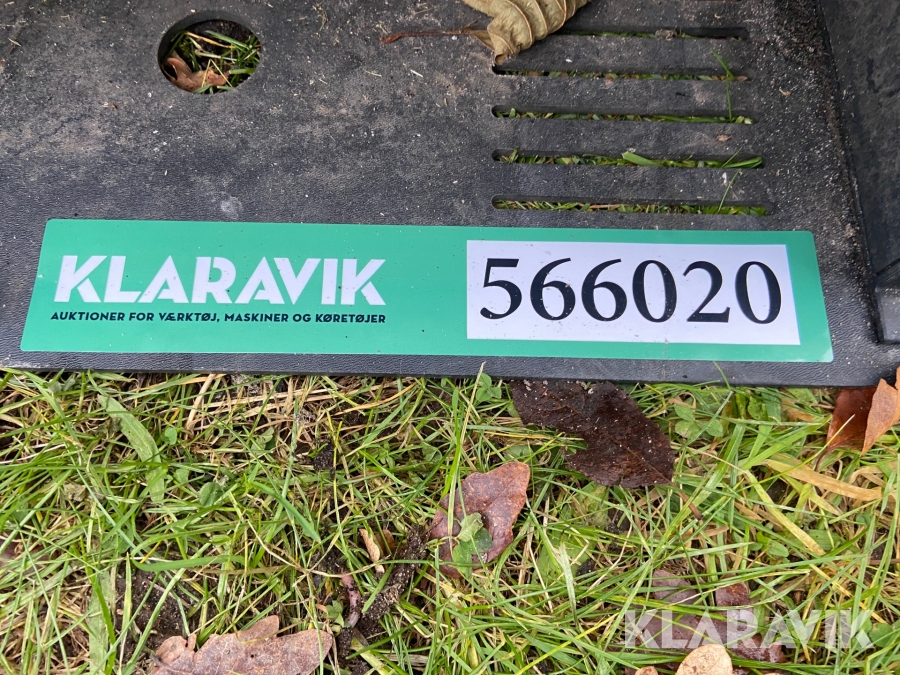 KLARAVIK
AUKTIONER FOR VÆRKTØJ, MASKINER OG KØRETØJER
566020
KLARAVIK